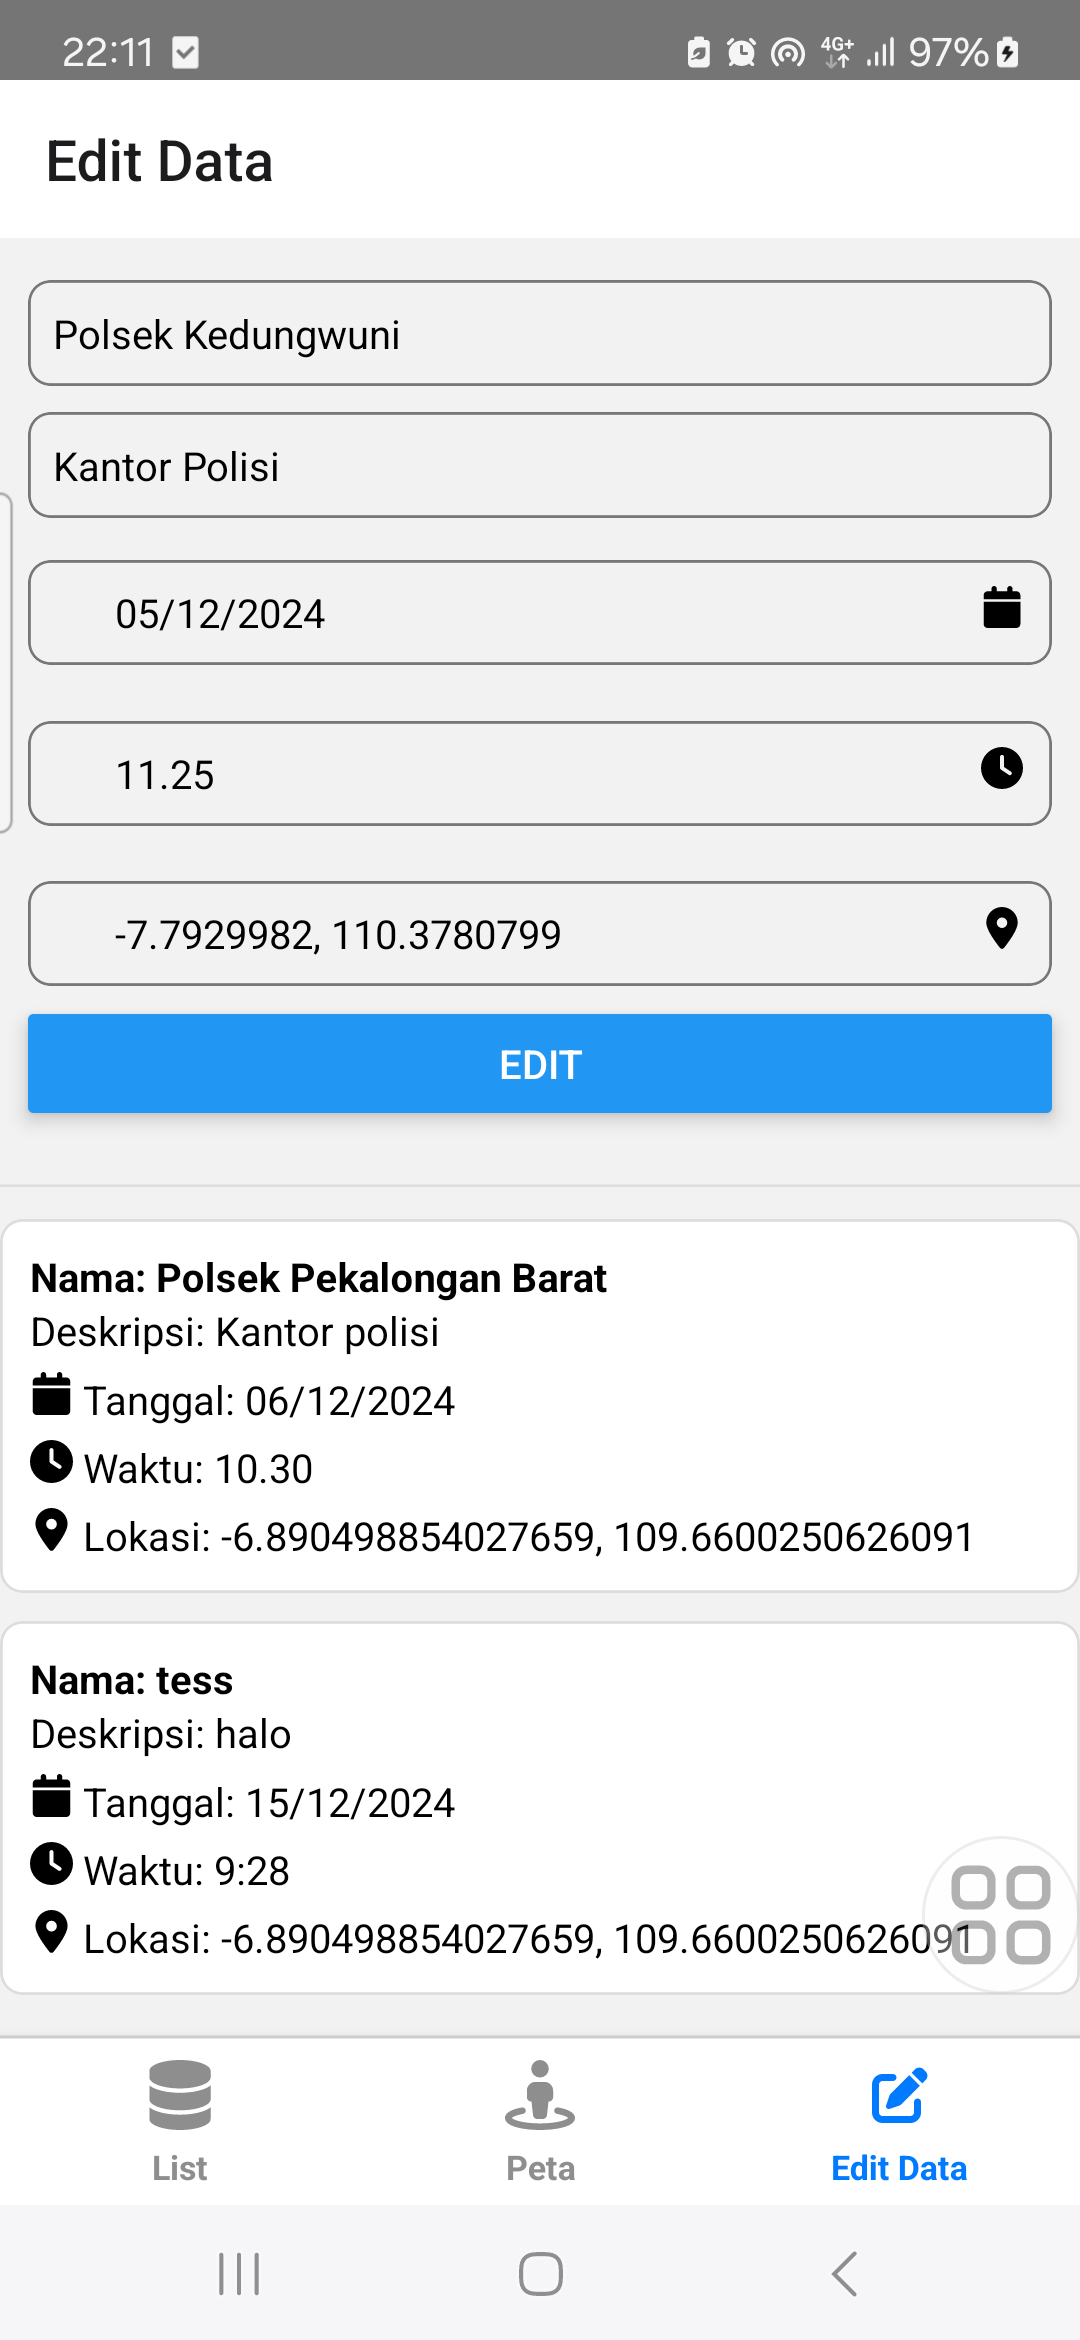 22:11
4G+
97%
Edit Data
Polsek Kedungwuni
Kantor Polisi
05/12/2024
11.25
-7.7929982, 110.3780799
EDIT
Nama: Polsek Pekalongan Barat
Deskripsi: Kantor polisi
Tanggal: 06/12/2024
Waktu: 10.30
Lokasi: -6.890498854027659, 109.6600250626091
Nama: tess
Deskripsi: halo
Tanggal: 15/12/2024
Waktu: 9:28
Lokasi: -6.890498854027659, 109.6600250626091
List
Peta
Edit Data